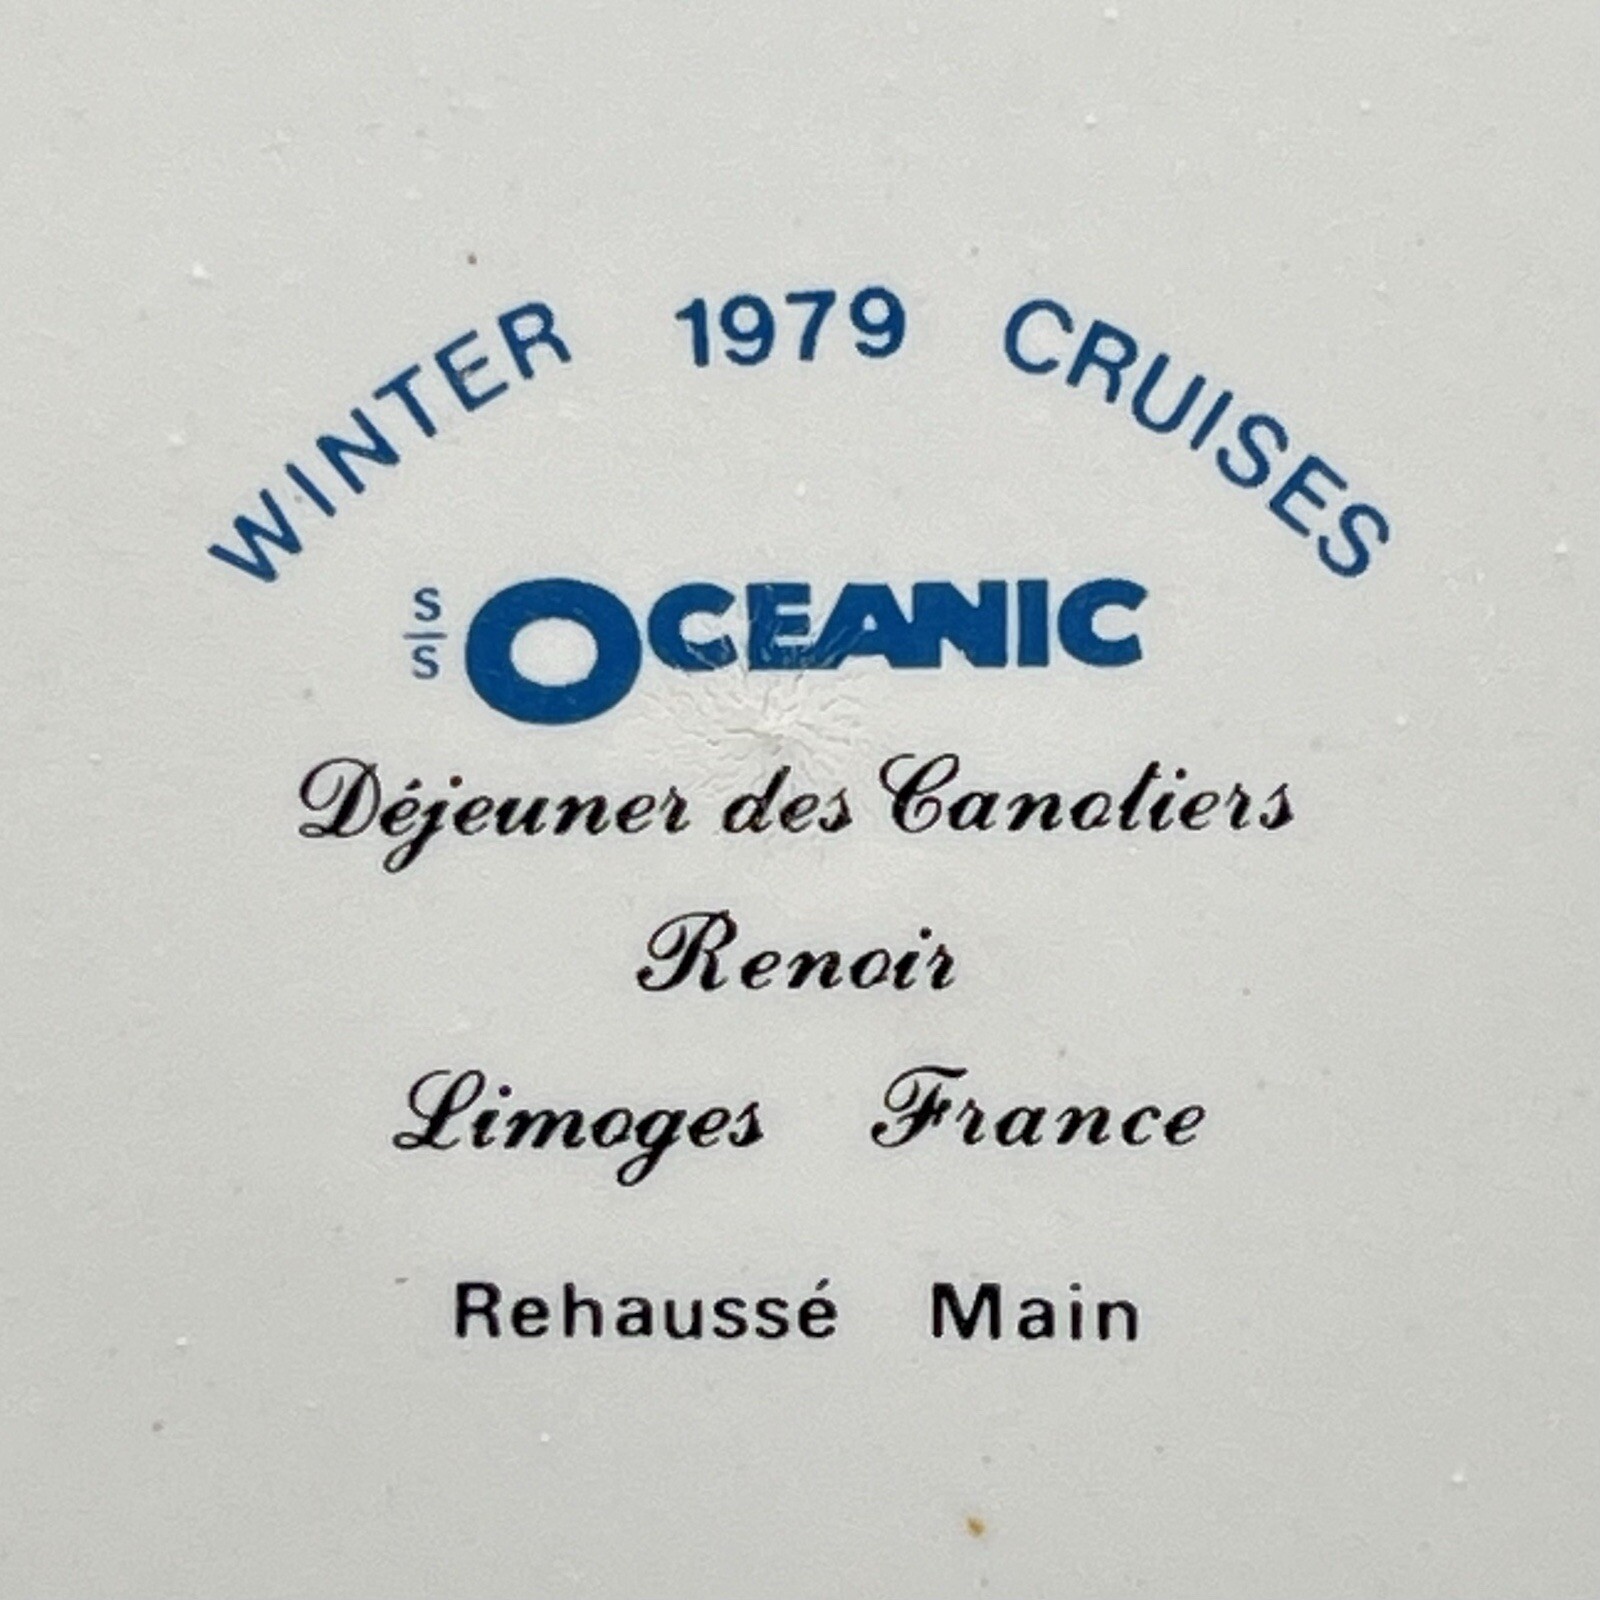 WINTER 1979 CRUISES
S/S OCEANIC
Déjeuner des Canotiers
Renoir
Limoges France
Rehaussé Main